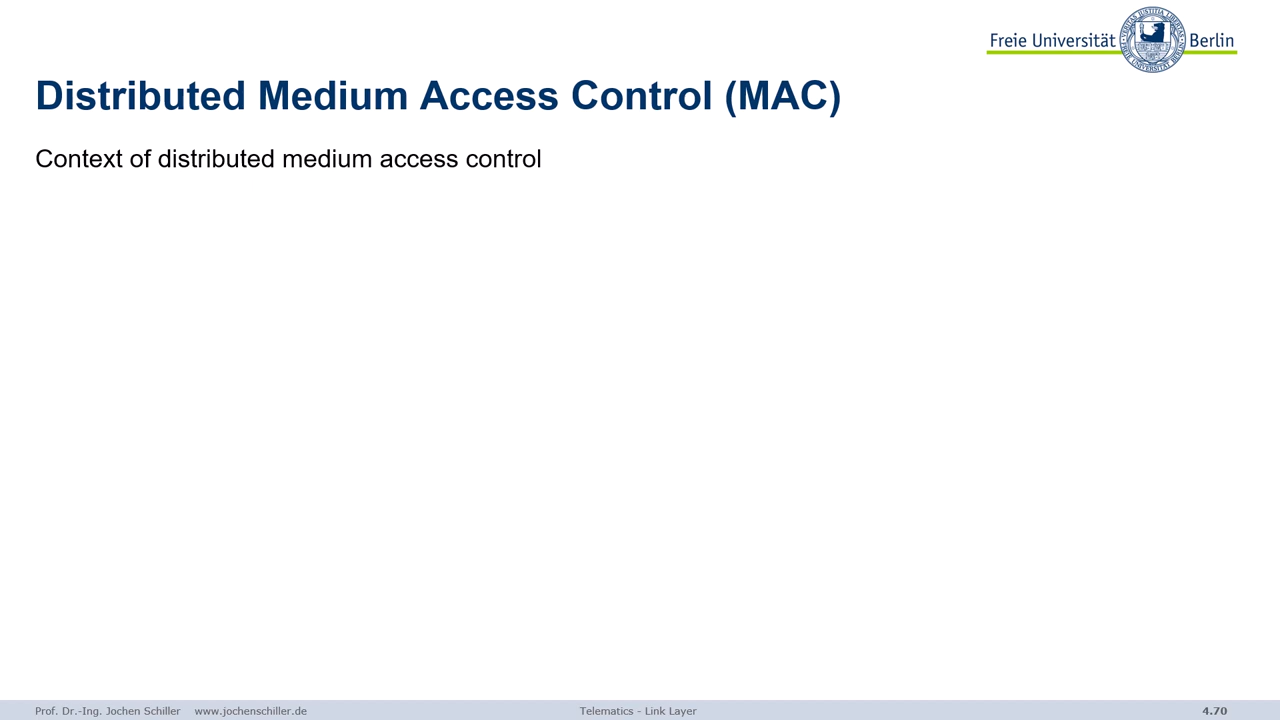 Freie Universität Berlin
Distributed Medium Access Control (MAC)
Context of distributed medium access control
Prof. Dr.-Ing. Jochen Schiller www.jochenschiller.de Telematics - Link Layer 4.70